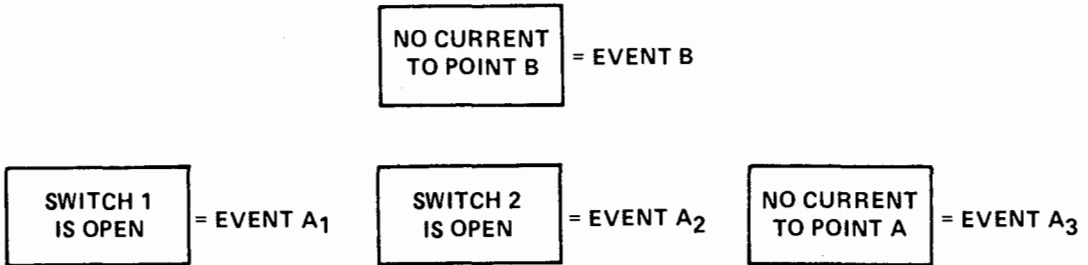 NO CURRENT
TO POINT B
= EVENT B
SWITCH 1
IS OPEN
= EVENT A1
SWITCH 2
IS OPEN
= EVENT A2
NO CURRENT
TO POINT A
= EVENT A3